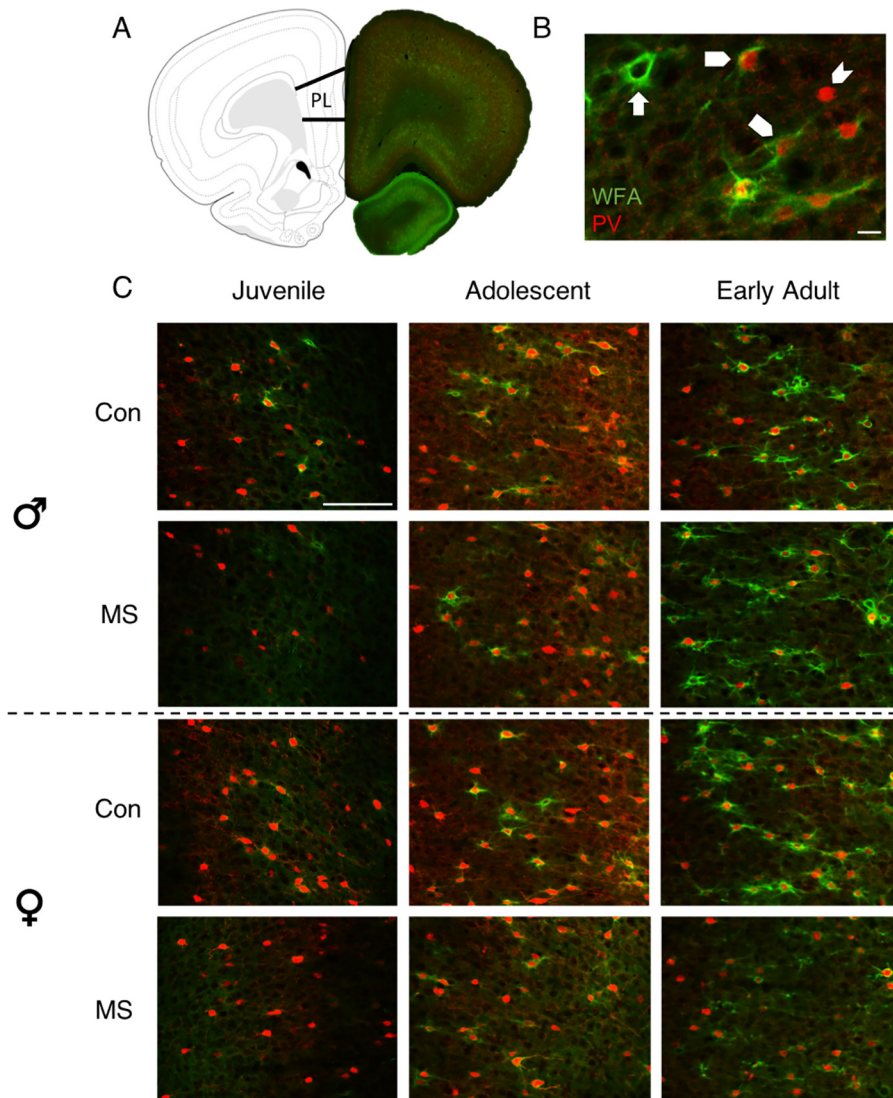 A
B
PL
WFA
PV
C
Juvenile Adolescent Early Adult
Con
♂
MS
Con
♀
MS